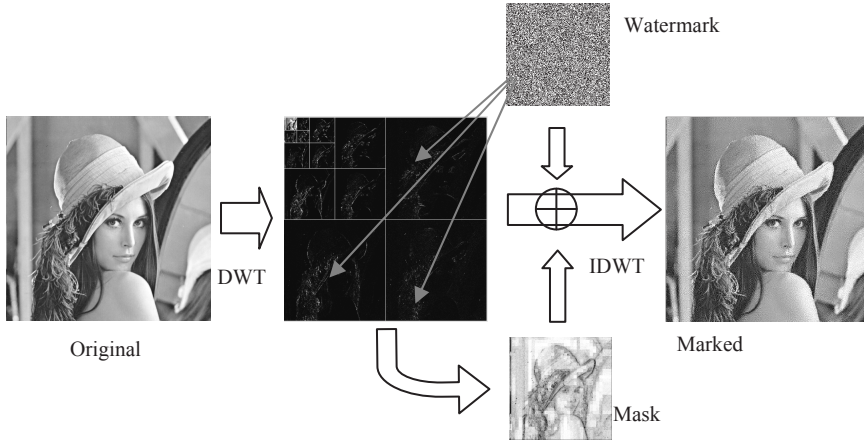 Watermark
DWT
IDWT
Original
Marked
Mask